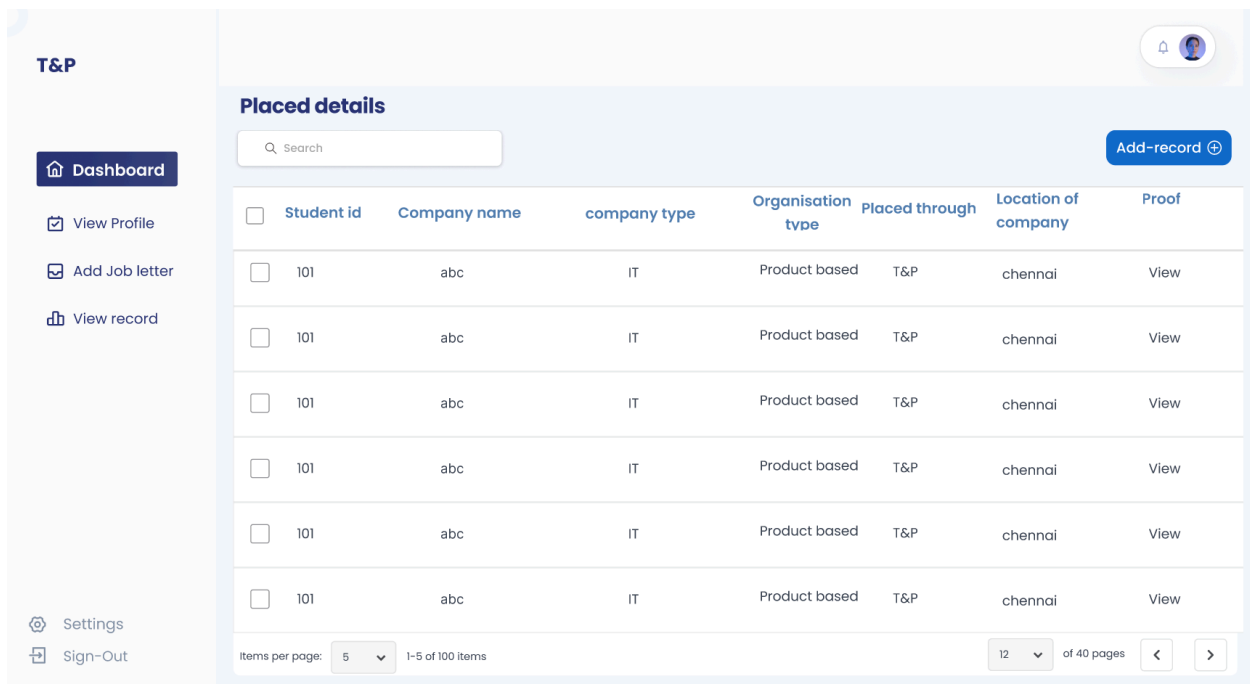 T&P
Dashboard
View Profile
Add Job letter
View record
Settings
Sign-Out
Placed details
Search
Add-record
Student id Company name company type Organisation type Placed through Location of company Proof
101 abc IT Product based T&P chennai View
101 abc IT Product based T&P chennai View
101 abc IT Product based T&P chennai View
101 abc IT Product based T&P chennai View
101 abc IT Product based T&P chennai View
101 abc IT Product based T&P chennai View
Items per page: 5 1-5 of 100 items 12 of 40 pages